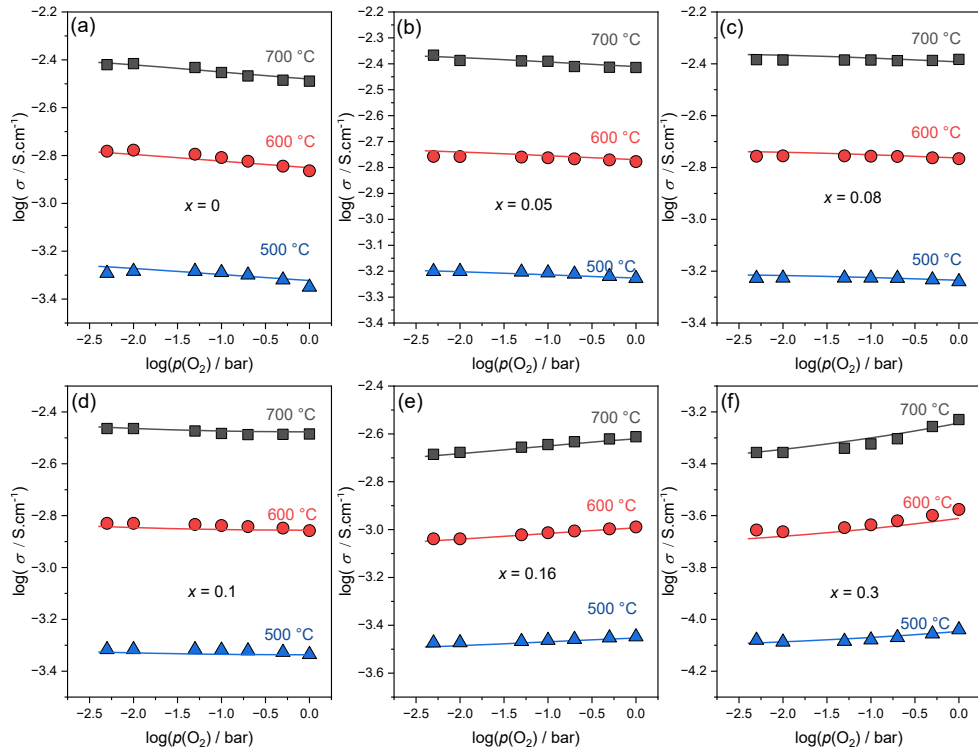 (a)
700 °C
600 °C
x = 0
500 °C
log( σ / S.cm⁻¹)
−2.2
−2.4
−2.6
−2.8
−3.0
−3.2
−3.4
−2.5 −2.0 −1.5 −1.0 −0.5 0.0
log(p(O₂) / bar)
(b)
700 °C
600 °C
x = 0.05
500 °C
log( σ / S.cm⁻¹)
−2.2
−2.3
−2.4
−2.5
−2.6
−2.7
−2.8
−2.9
−3.0
−3.1
−3.2
−3.3
−3.4
−2.5 −2.0 −1.5 −1.0 −0.5 0.0
log(p(O₂) / bar)
(c)
700 °C
600 °C
x = 0.08
500 °C
log( σ / S.cm⁻¹)
−2.2
−2.4
−2.6
−2.8
−3.0
−3.2
−3.4
−2.5 −2.0 −1.5 −1.0 −0.5 0.0
log(p(O₂) / bar)
(d)
700 °C
600 °C
x = 0.1
500 °C
log( σ / S.cm⁻¹)
−2.4
−2.6
−2.8
−3.0
−3.2
−3.4
−2.5 −2.0 −1.5 −1.0 −0.5 0.0
log(p(O₂) / bar)
(e)
700 °C
600 °C
x = 0.16
500 °C
log( σ / S.cm⁻¹)
−2.4
−2.6
−2.8
−3.0
−3.2
−3.4
−3.6
−2.5 −2.0 −1.5 −1.0 −0.5 0.0
log(p(O₂) / bar)
(f)
700 °C
600 °C
x = 0.3
500 °C
log( σ / S.cm⁻¹)
−3.2
−3.4
−3.6
−3.8
−4.0
−4.2
−2.5 −2.0 −1.5 −1.0 −0.5 0.0
log(p(O₂) / bar)